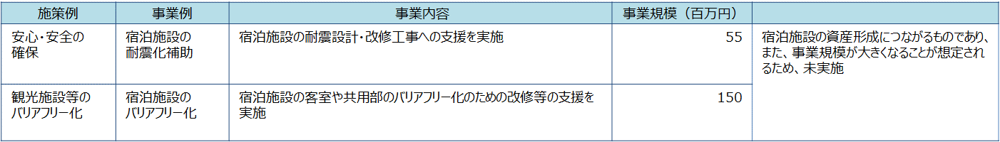 施策例 事業例 事業内容 事業規模（百万円）
安心・安全の
確保
宿泊施設の
耐震化補助
宿泊施設の耐震設計・改修工事への支援を実施
55
宿泊施設の資産形成につながるものであり、
また、事業規模が大きくなることが想定され
るため、未実施
観光施設等の
バリアフリー化
宿泊施設の
バリアフリー化
宿泊施設の客室や共用部のバリアフリー化のための改修等の支援を
実施
150